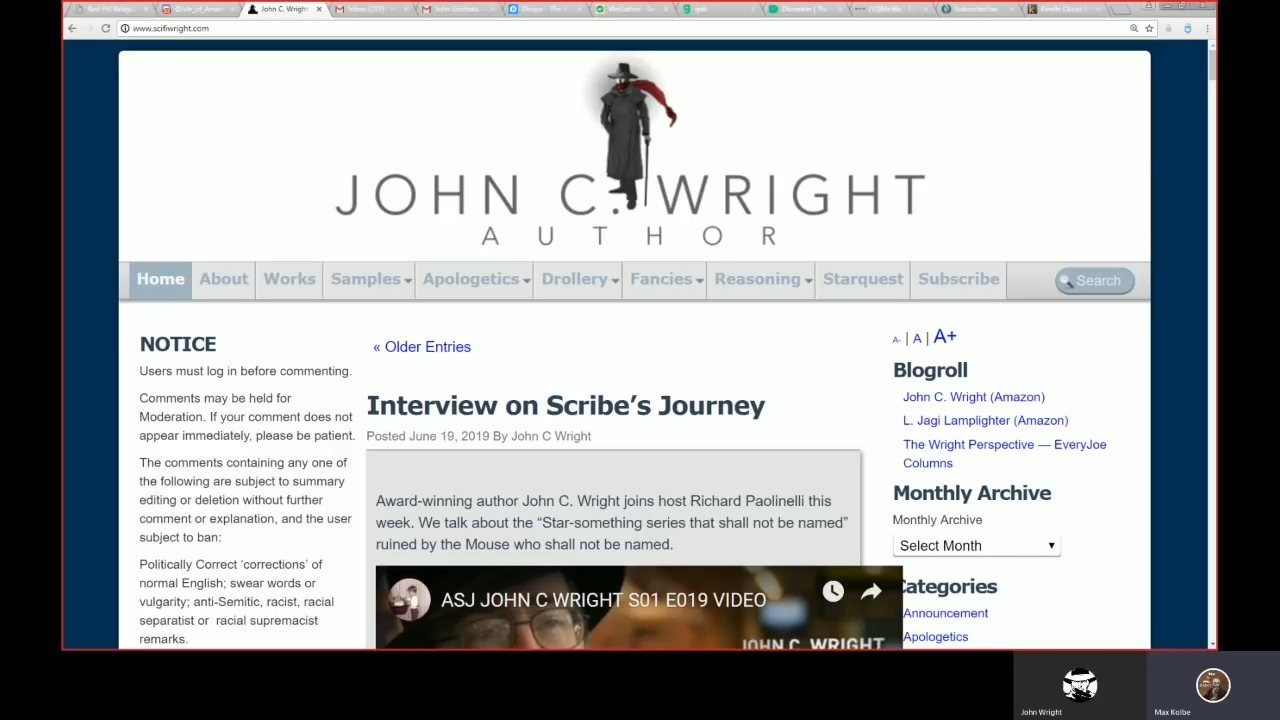 John C. Wright
Inbox (351)
www.scifiwright.com
JOHN C. WRIGHT
AUTHOR
Home About Works Samples Apologetics Drollery Fancies Reasoning Starquest Subscribe Search
NOTICE
Users must log in before commenting.
Comments may be held for
Moderation. If your comment does not
appear immediately, please be patient.
The comments containing any one of
the following are subject to summary
editing or deletion without further
comment or explanation, and the user
subject to ban:
Politically Correct ‘corrections’ of
normal English; swear words or
vulgarity; anti-Semitic, racist, racial
separatist or racial supremacist
remarks.
« Older Entries
Interview on Scribe’s Journey
Posted June 19, 2019 By John C Wright
Award-winning author John C. Wright joins host Richard Paolinelli this
week. We talk about the “Star-something series that shall not be named”
ruined by the Mouse who shall not be named.
ASJ JOHN C WRIGHT S01 E019 VIDEO
JOHN C. WRIGHT
A- | A | A+
Blogroll
John C. Wright (Amazon)
L. Jagi Lamplighter (Amazon)
The Wright Perspective — EveryJoe
Columns
Monthly Archive
Monthly Archive
Select Month
Categories
Announcement
Apologetics
John Wright
Max Kolbe